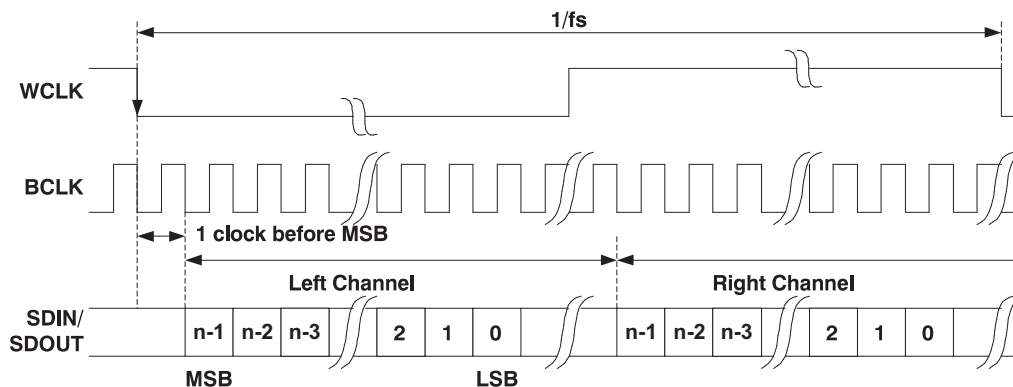 1/fs
WCLK
BCLK
1 clock before MSB
Left Channel Right Channel
SDIN/
SDOUT
n-1 n-2 n-3 2 1 0 n-1 n-2 n-3 2 1 0
MSB LSB